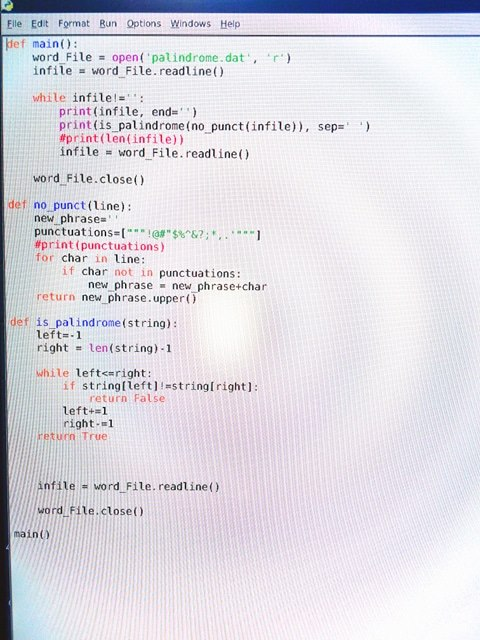 File Edit Format Run Options Windows Help
def main():
    word_File = open('palindrome.dat', 'r')
    infile = word_File.readline()
    while infile!='':
        print(infile, end='')
        print(is_palindrome(no_punct(infile)), sep=' ')
        #print(len(infile))
        infile = word_File.readline()
    word_File.close()
def no_punct(line):
    new_phrase=''
    punctuations=["""!@#"$%^&?;*,.'"""]
    #print(punctuations)
    for char in line:
        if char not in punctuations:
            new_phrase = new_phrase+char
    return new_phrase.upper()
def is_palindrome(string):
    left=-1
    right = len(string)-1
    while left<=right:
        if string[left]!=string[right]:
            return False
        left+=1
        right-=1
    return True
    infile = word_File.readline()
    word_File.close()
main()